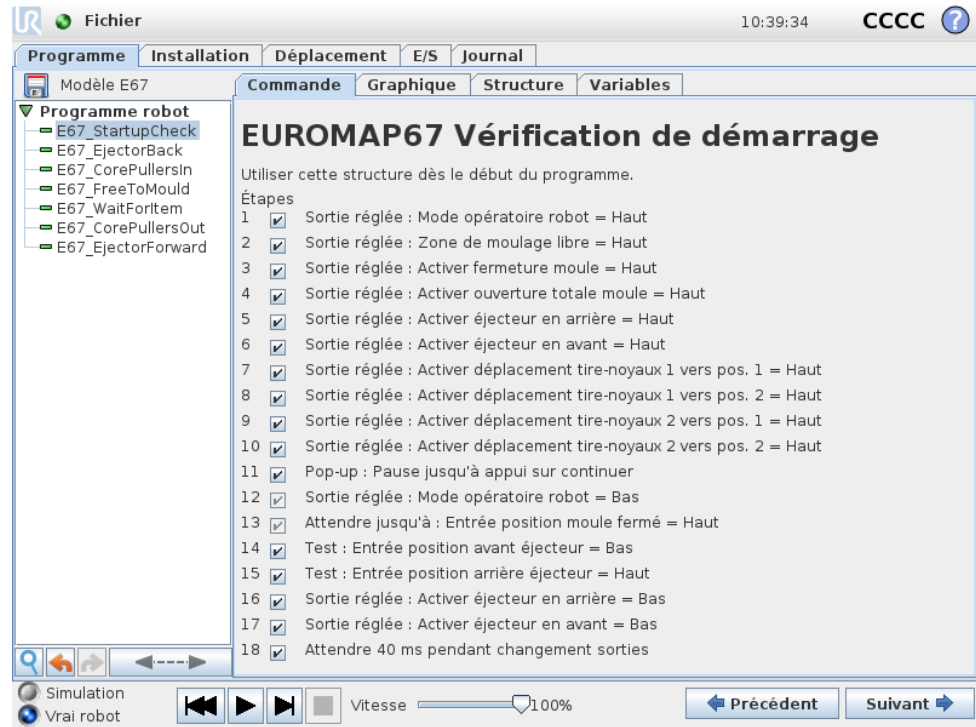 UR Fichier 10:39:34 CCCC ?
Programme Installation Déplacement E/S Journal
Modèle E67 Commande Graphique Structure Variables
Programme robot
E67_StartupCheck
E67_EjectorBack
E67_CorePullersIn
E67_FreeToMould
E67_WaitForItem
E67_CorePullersOut
E67_EjectorForward
EUROMAP67 Vérification de démarrage
Utiliser cette structure dès le début du programme.
Étapes
1 Sortie réglée : Mode opératoire robot = Haut
2 Sortie réglée : Zone de moulage libre = Haut
3 Sortie réglée : Activer fermeture moule = Haut
4 Sortie réglée : Activer ouverture totale moule = Haut
5 Sortie réglée : Activer éjecteur en arrière = Haut
6 Sortie réglée : Activer éjecteur en avant = Haut
7 Sortie réglée : Activer déplacement tire-noyaux 1 vers pos. 1 = Haut
8 Sortie réglée : Activer déplacement tire-noyaux 1 vers pos. 2 = Haut
9 Sortie réglée : Activer déplacement tire-noyaux 2 vers pos. 1 = Haut
10 Sortie réglée : Activer déplacement tire-noyaux 2 vers pos. 2 = Haut
11 Pop-up : Pause jusqu'à appui sur continuer
12 Sortie réglée : Mode opératoire robot = Bas
13 Attendre jusqu'à : Entrée position moule fermé = Haut
14 Test : Entrée position avant éjecteur = Bas
15 Test : Entrée position arrière éjecteur = Haut
16 Sortie réglée : Activer éjecteur en arrière = Bas
17 Sortie réglée : Activer éjecteur en avant = Bas
18 Attendre 40 ms pendant changement sorties
Simulation
Vrai robot
Vitesse 100% Précédent Suivant